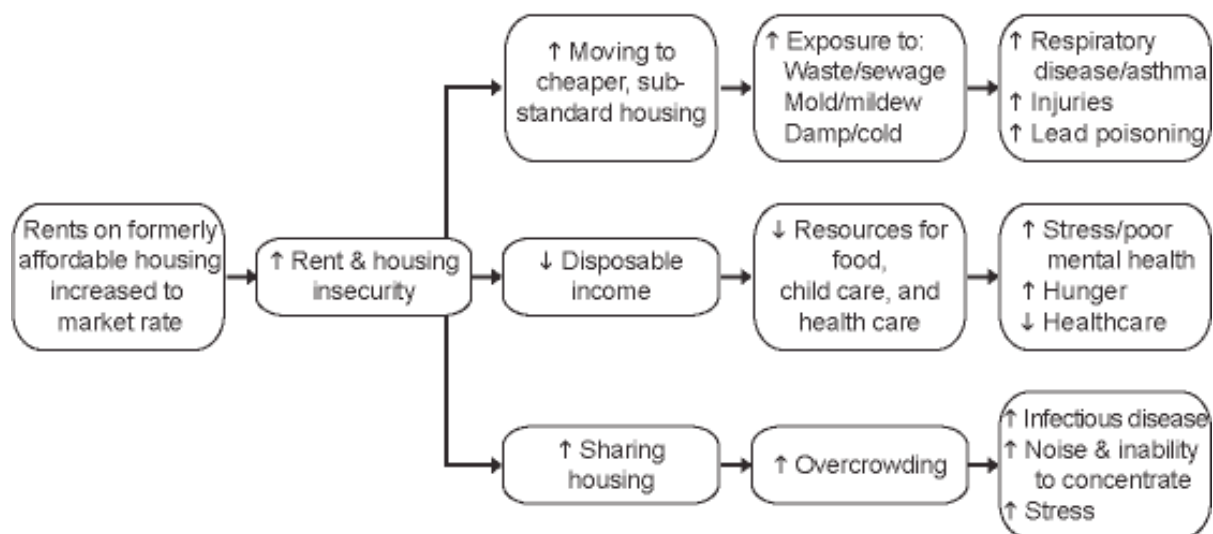 ↑ Moving to
cheaper, sub-
standard housing
↑ Exposure to:
Waste/sewage
Mold/mildew
Damp/cold
↑ Respiratory
disease/asthma
↑ Injuries
↑ Lead poisoning
Rents on formerly
affordable housing
increased to
market rate
↑ Rent & housing
insecurity
↓ Disposable
income
↓ Resources for
food,
child care, and
health care
↑ Stress/poor
mental health
↑ Hunger
↓ Healthcare
↑ Sharing
housing
↑ Overcrowding
↑ Infectious disease
↑ Noise & inability
to concentrate
↑ Stress